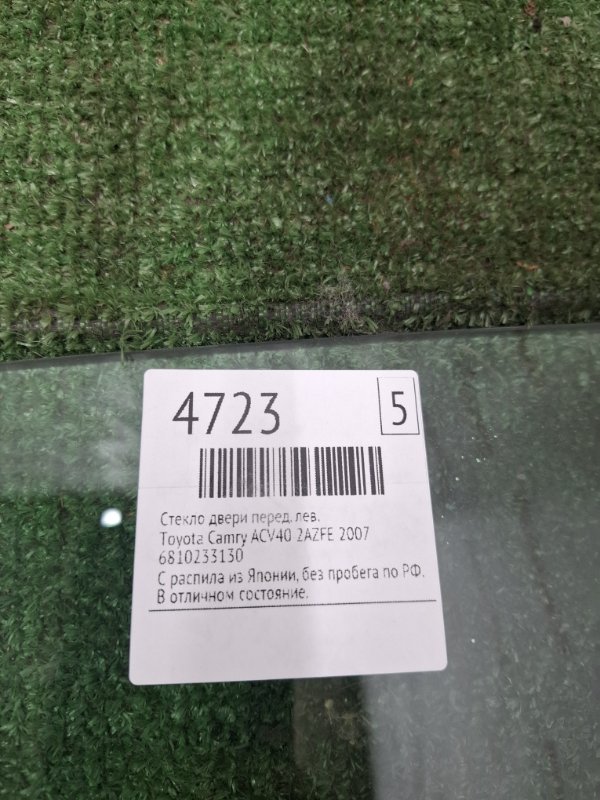 4723
5
Стекло двери перед. лев.
Toyota Camry ACV40 2AZFE 2007
6810233130
С распила из Японии, без пробега по РФ.
В отличном состояние.